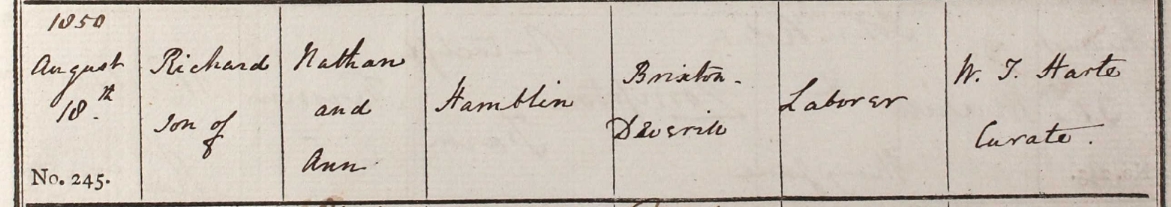 1850
August
18th.
No. 245.
Richard
Son of
Nathan
and
Ann
Hamblin
Brixton-
Deverill
Laborer
W. T. Harte
Curate.